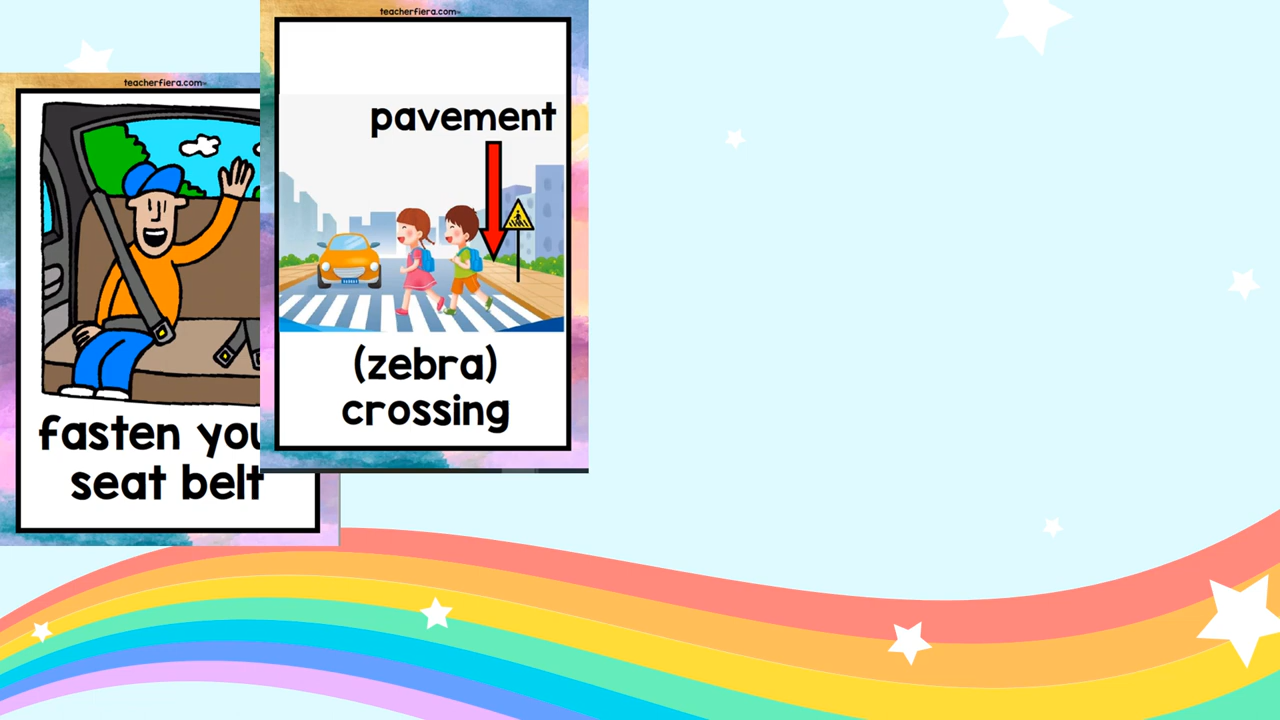 teacherfiera.com
fasten you
seat belt
teacherfiera.com
pavement
(zebra)
crossing